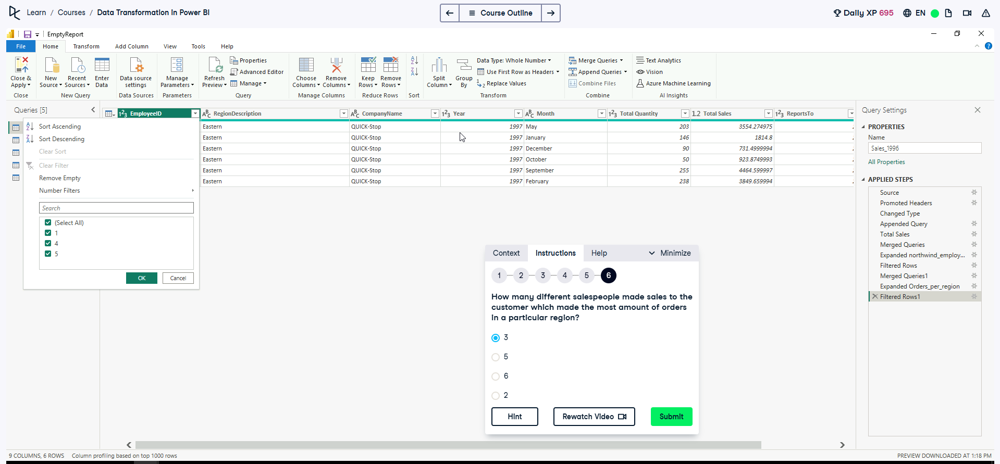 Learn / Courses / Data Transformation in Power BI
Course Outline
Daily XP 695
EN
EmptyReport
File Home Transform Add Column View Tools Help
Close & Apply
New Source
Recent Sources
Enter Data
Data source settings
Manage Parameters
Refresh Preview
Properties
Advanced Editor
Manage
Choose Columns
Remove Columns
Keep Rows
Remove Rows
Split Column
Group By
Data Type: Whole Number
Use First Row as Headers
Replace Values
Merge Queries
Append Queries
Combine Files
Text Analytics
Vision
Azure Machine Learning
Close New Query Data Sources Parameters Query Manage Columns Reduce Rows Sort Transform Combine AI Insights
Queries [5]
EmployeeID RegionDescription CompanyName Year Month Total Quantity Total Sales ReportsTo
Eastern QUICK-Stop 1997 May 203 3554.274975
Eastern QUICK-Stop 1997 January 146 1814.8
Eastern QUICK-Stop 1997 December 90 731.4999994
Eastern QUICK-Stop 1997 October 50 923.8749993
Eastern QUICK-Stop 1997 September 255 4464.599997
Eastern QUICK-Stop 1997 February 238 3849.659994
Sort Ascending
Sort Descending
Clear Sort
Clear Filter
Remove Empty
Number Filters
Search
(Select All)
1
4
5
OK Cancel
Context Instructions Help Minimize
1 2 3 4 5 6
How many different salespeople made sales to the
customer which made the most amount of orders
in a particular region?
3
5
6
2
Hint Rewatch Video Submit
Query Settings
PROPERTIES
Name
Sales_1996
All Properties
APPLIED STEPS
Source
Promoted Headers
Changed Type
Appended Query
Total Sales
Merged Queries
Expanded northwind_employ...
Filtered Rows
Merged Queries1
Expanded Orders_per_region
Filtered Rows1
9 COLUMNS, 6 ROWS Column profiling based on top 1000 rows
PREVIEW DOWNLOADED AT 1:18 PM